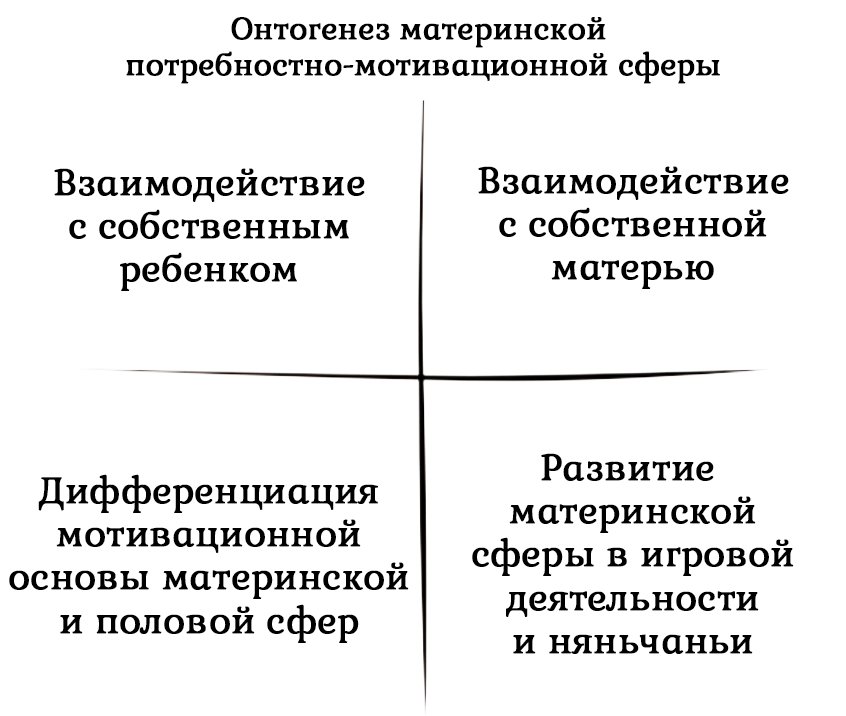 Онтогенез материнской
потребностно-мотивационной сферы
Взаимодействие
с собственным
ребенком
Взаимодействие
с собственной
матерью
Дифференциация
мотивационной
основы материнской
и половой сфер
Развитие
материнской
сферы в игровой
деятельности
и няньчаньи